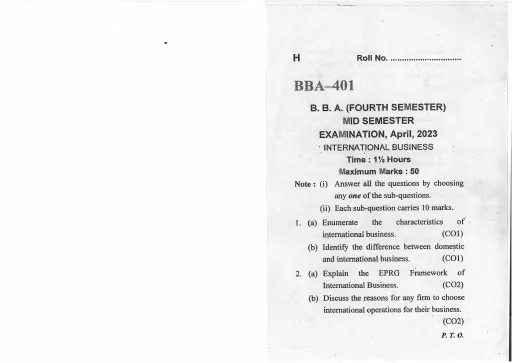 H Roll No. ..............................
BBA–401
B. B. A. (FOURTH SEMESTER)
MID SEMESTER
EXAMINATION, April, 2023
INTERNATIONAL BUSINESS
Time : 1½ Hours
Maximum Marks : 50
Note : (i) Answer all the questions by choosing
any one of the sub-questions.
(ii) Each sub-question carries 10 marks.
1. (a) Enumerate the characteristics of
international business. (CO1)
(b) Identify the difference between domestic
and international business. (CO1)
2. (a) Explain the EPRG Framework of
International Business. (CO2)
(b) Discuss the reasons for any firm to choose
international operations for their business.
(CO2)
P. T. O.